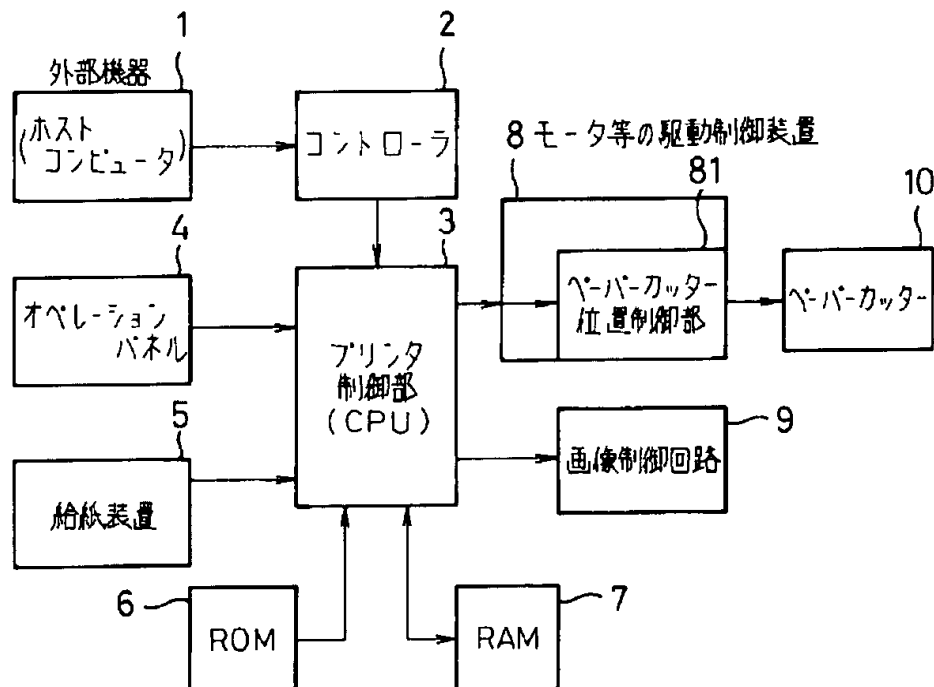 1
外部機器
(ホスト
コンピュータ)
2
コントローラ
8 モータ等の駆動制御装置
81
ペーパーカッター
位置制御部
10
ペーパーカッター
4
オペレーション
パネル
3
プリンタ
制御部
(CPU)
5
給紙装置
9
画像制御回路
6
ROM
7
RAM